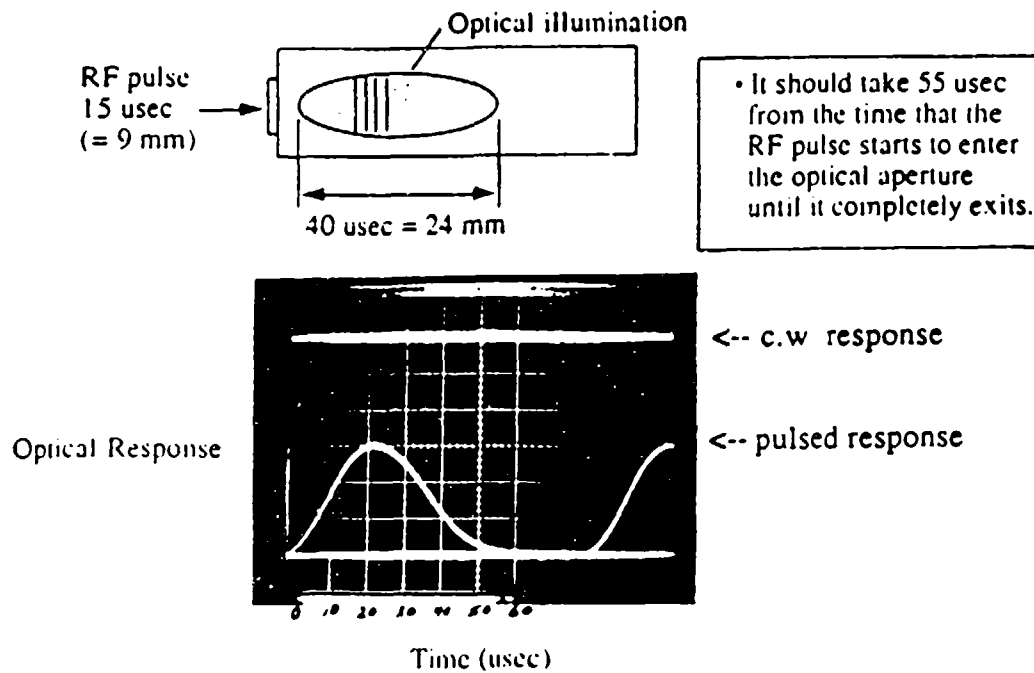 Optical illumination
RF pulse
15 usec
(= 9 mm)
40 usec = 24 mm
• It should take 55 usec
from the time that the
RF pulse starts to enter
the optical aperture
until it completely exits.
<-- c.w response
Optical Response
<-- pulsed response
0 10 20 30 40 50 60
Time (usec)